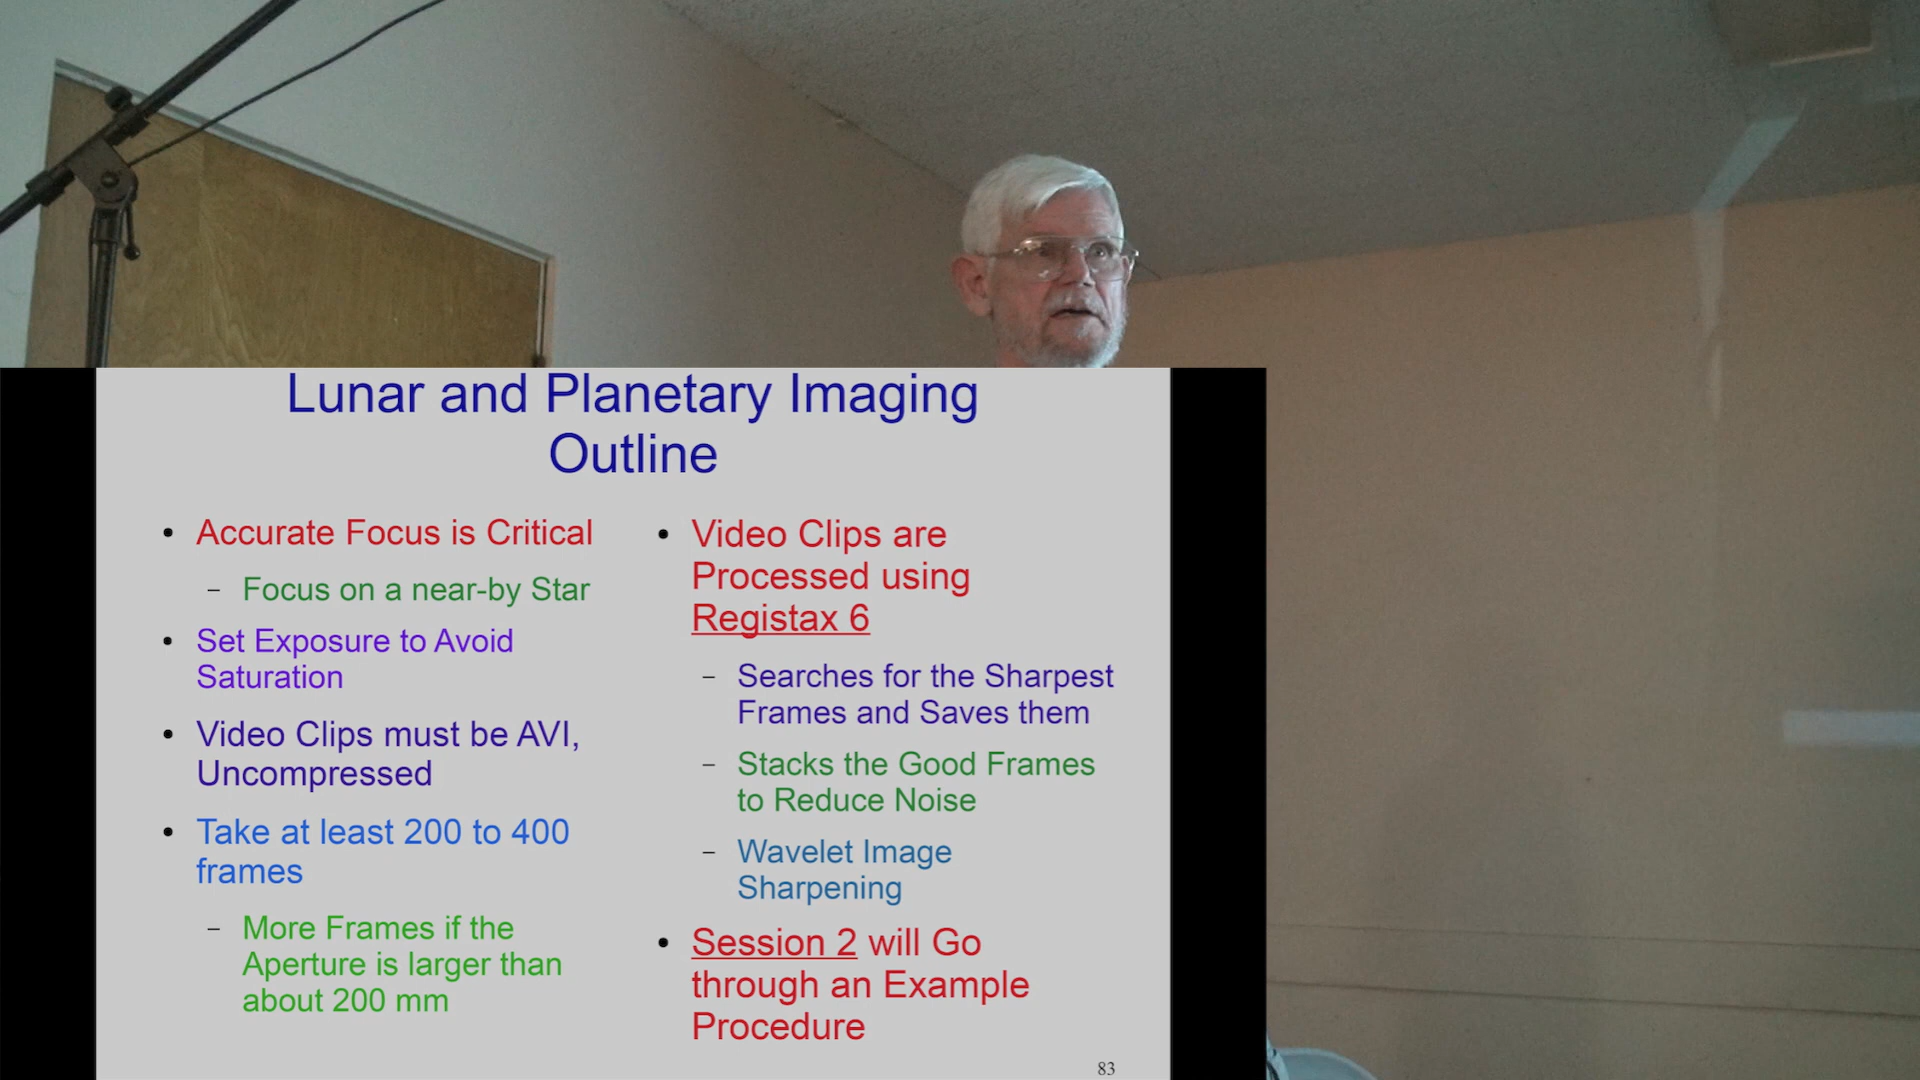 Lunar and Planetary Imaging
Outline
• Accurate Focus is Critical
– Focus on a near-by Star
• Set Exposure to Avoid
Saturation
• Video Clips must be AVI,
Uncompressed
• Take at least 200 to 400
frames
– More Frames if the
Aperture is larger than
about 200 mm
• Video Clips are
Processed using
Registax 6
– Searches for the Sharpest
Frames and Saves them
– Stacks the Good Frames
to Reduce Noise
– Wavelet Image
Sharpening
• Session 2 will Go
through an Example
Procedure
83